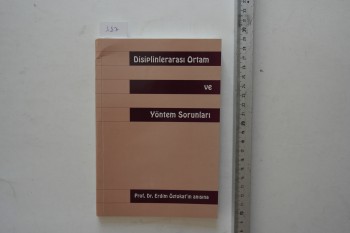 Disiplinlerarası Ortam
ve
Yöntem Sorunları
Prof. Dr. Erdim Öztokat'ın anısına